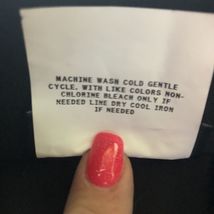 MACHINE WASH COLD GENTLE
CYCLE. WITH LIKE COLORS NON-
CHLORINE BLEACH ONLY IF
NEEDED LINE DRY COOL IRON
IF NEEDED